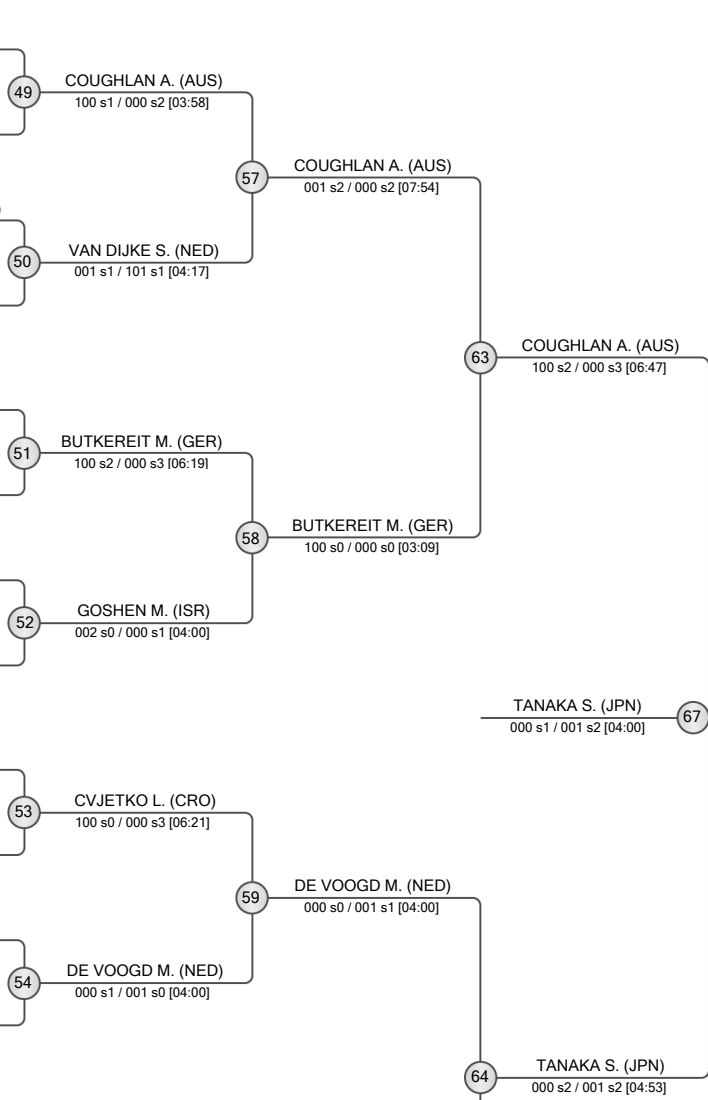 49
COUGHLAN A. (AUS)
100 s1 / 000 s2 [03:58]
57
COUGHLAN A. (AUS)
001 s2 / 000 s2 [07:54]
50
VAN DIJKE S. (NED)
001 s1 / 101 s1 [04:17]
63
COUGHLAN A. (AUS)
100 s2 / 000 s3 [06:47]
51
BUTKEREIT M. (GER)
100 s2 / 000 s3 [06:19]
58
BUTKEREIT M. (GER)
100 s0 / 000 s0 [03:09]
52
GOSHEN M. (ISR)
002 s0 / 000 s1 [04:00]
TANAKA S. (JPN)
000 s1 / 001 s2 [04:00]
67
53
CVJETKO L. (CRO)
100 s0 / 000 s3 [06:21]
59
DE VOOGD M. (NED)
000 s0 / 001 s1 [04:00]
54
DE VOOGD M. (NED)
000 s1 / 001 s0 [04:00]
64
TANAKA S. (JPN)
000 s2 / 001 s2 [04:53]